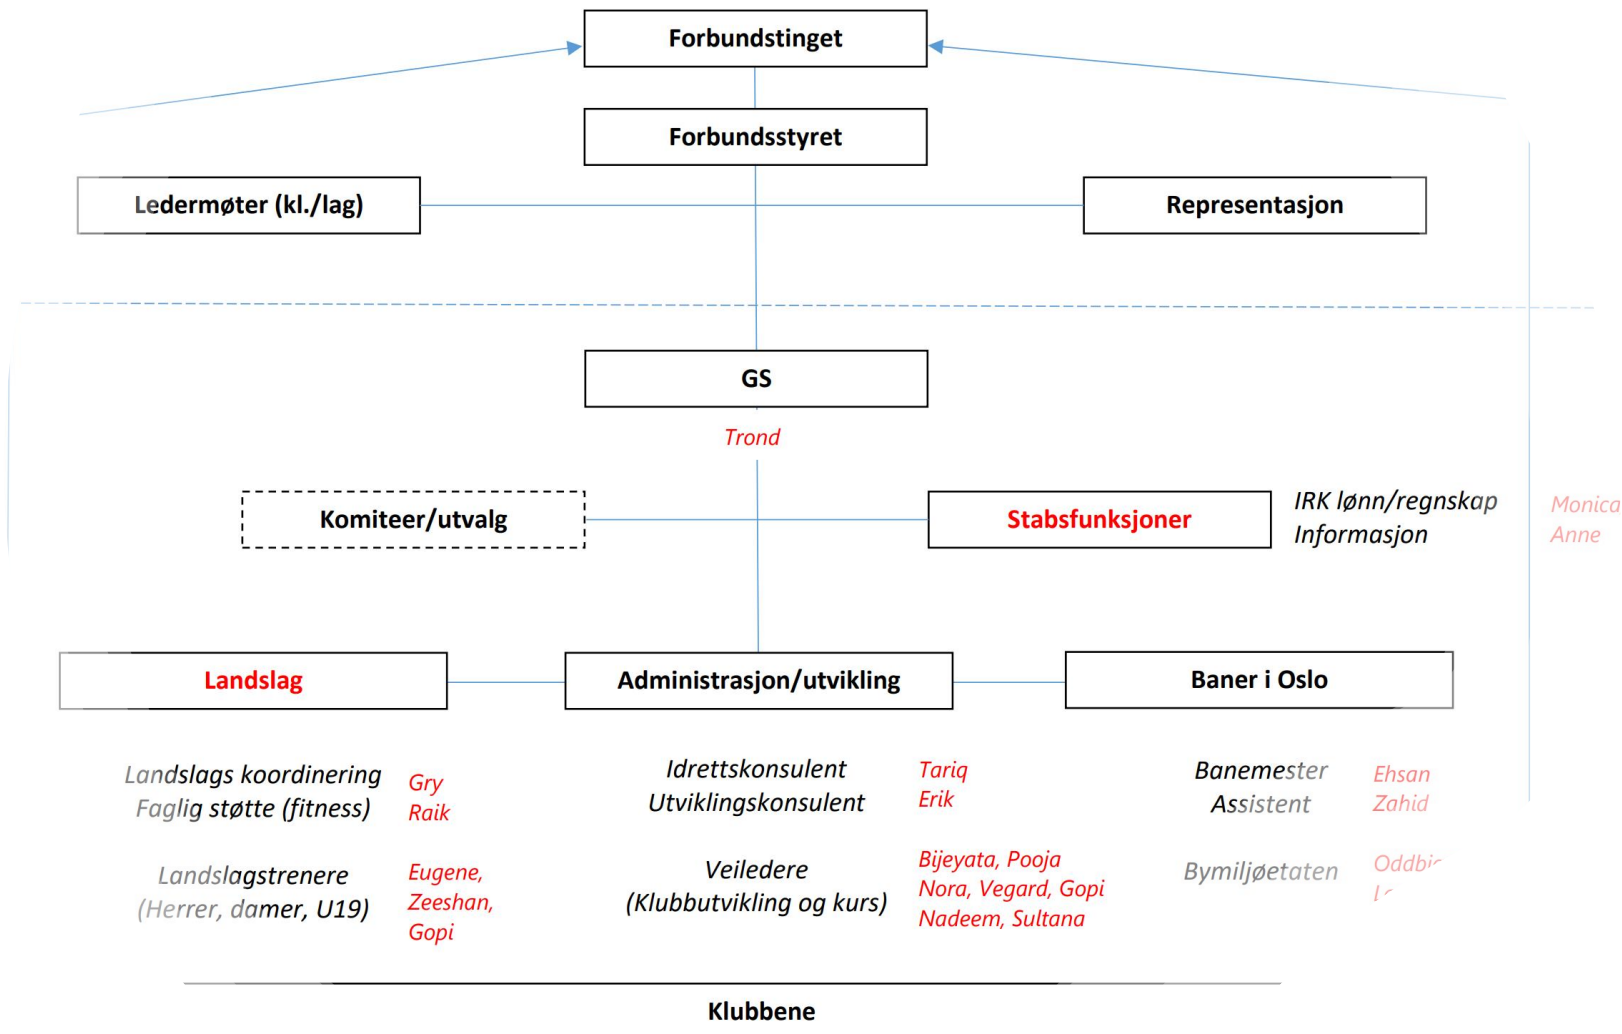 Forbundstinget
Forbundsstyret
Ledermøter (kl./lag)
Representasjon
GS
Trond
Komiteer/utvalg
Stabsfunksjoner
IRK lønn/regnskap
Informasjon
Monica
Anne
Landslag
Administrasjon/utvikling
Baner i Oslo
Landslags koordinering
Faglig støtte (fitness)
Gry
Raik
Idrettskonsulent
Utviklingskonsulent
Tariq
Erik
Banemester
Assistent
Ehsan
Zahid
Landslagstrenere
(Herrer, damer, U19)
Eugene,
Zeeshan,
Gopi
Veiledere
(Klubbutvikling og kurs)
Bijeyata, Pooja
Nora, Vegard, Gopi
Nadeem, Sultana
Bymiljøetaten
Klubbene